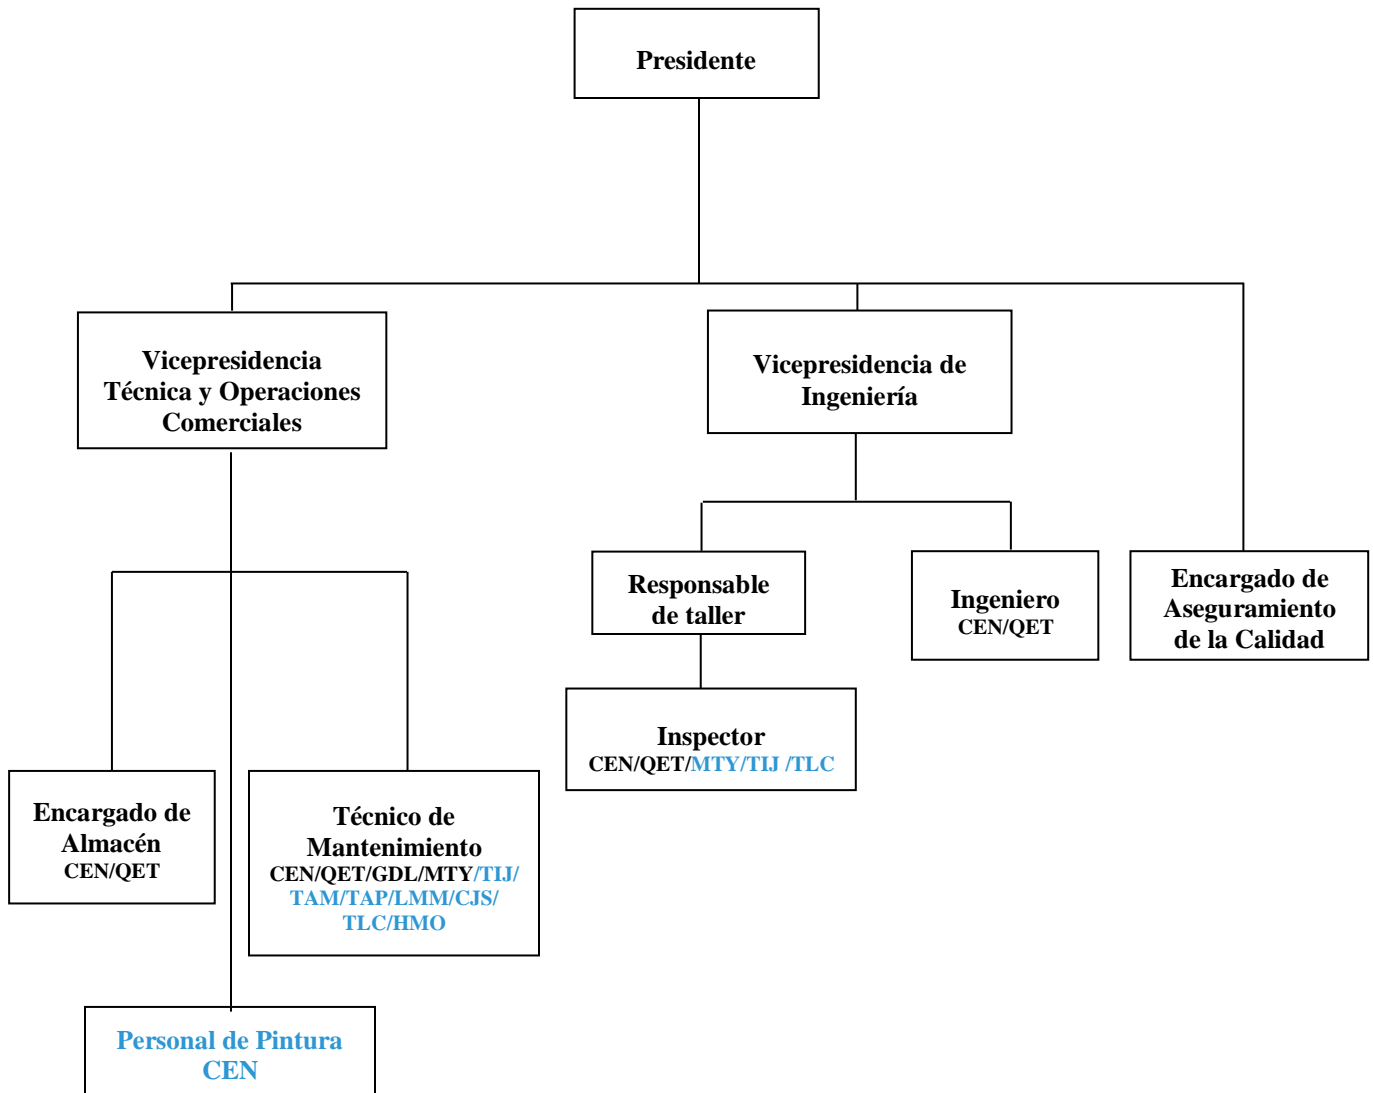 Presidente
Vicepresidencia
Técnica y Operaciones
Comerciales
Vicepresidencia de
Ingeniería
Responsable
de taller
Ingeniero
CEN/QET
Encargado de
Aseguramiento
de la Calidad
Inspector
CEN/QET/MTY/TIJ /TLC
Encargado de
Almacén
CEN/QET
Técnico de
Mantenimiento
CEN/QET/GDL/MTY/TIJ/
TAM/TAP/LMM/CJS/
TLC/HMO
Personal de Pintura
CEN